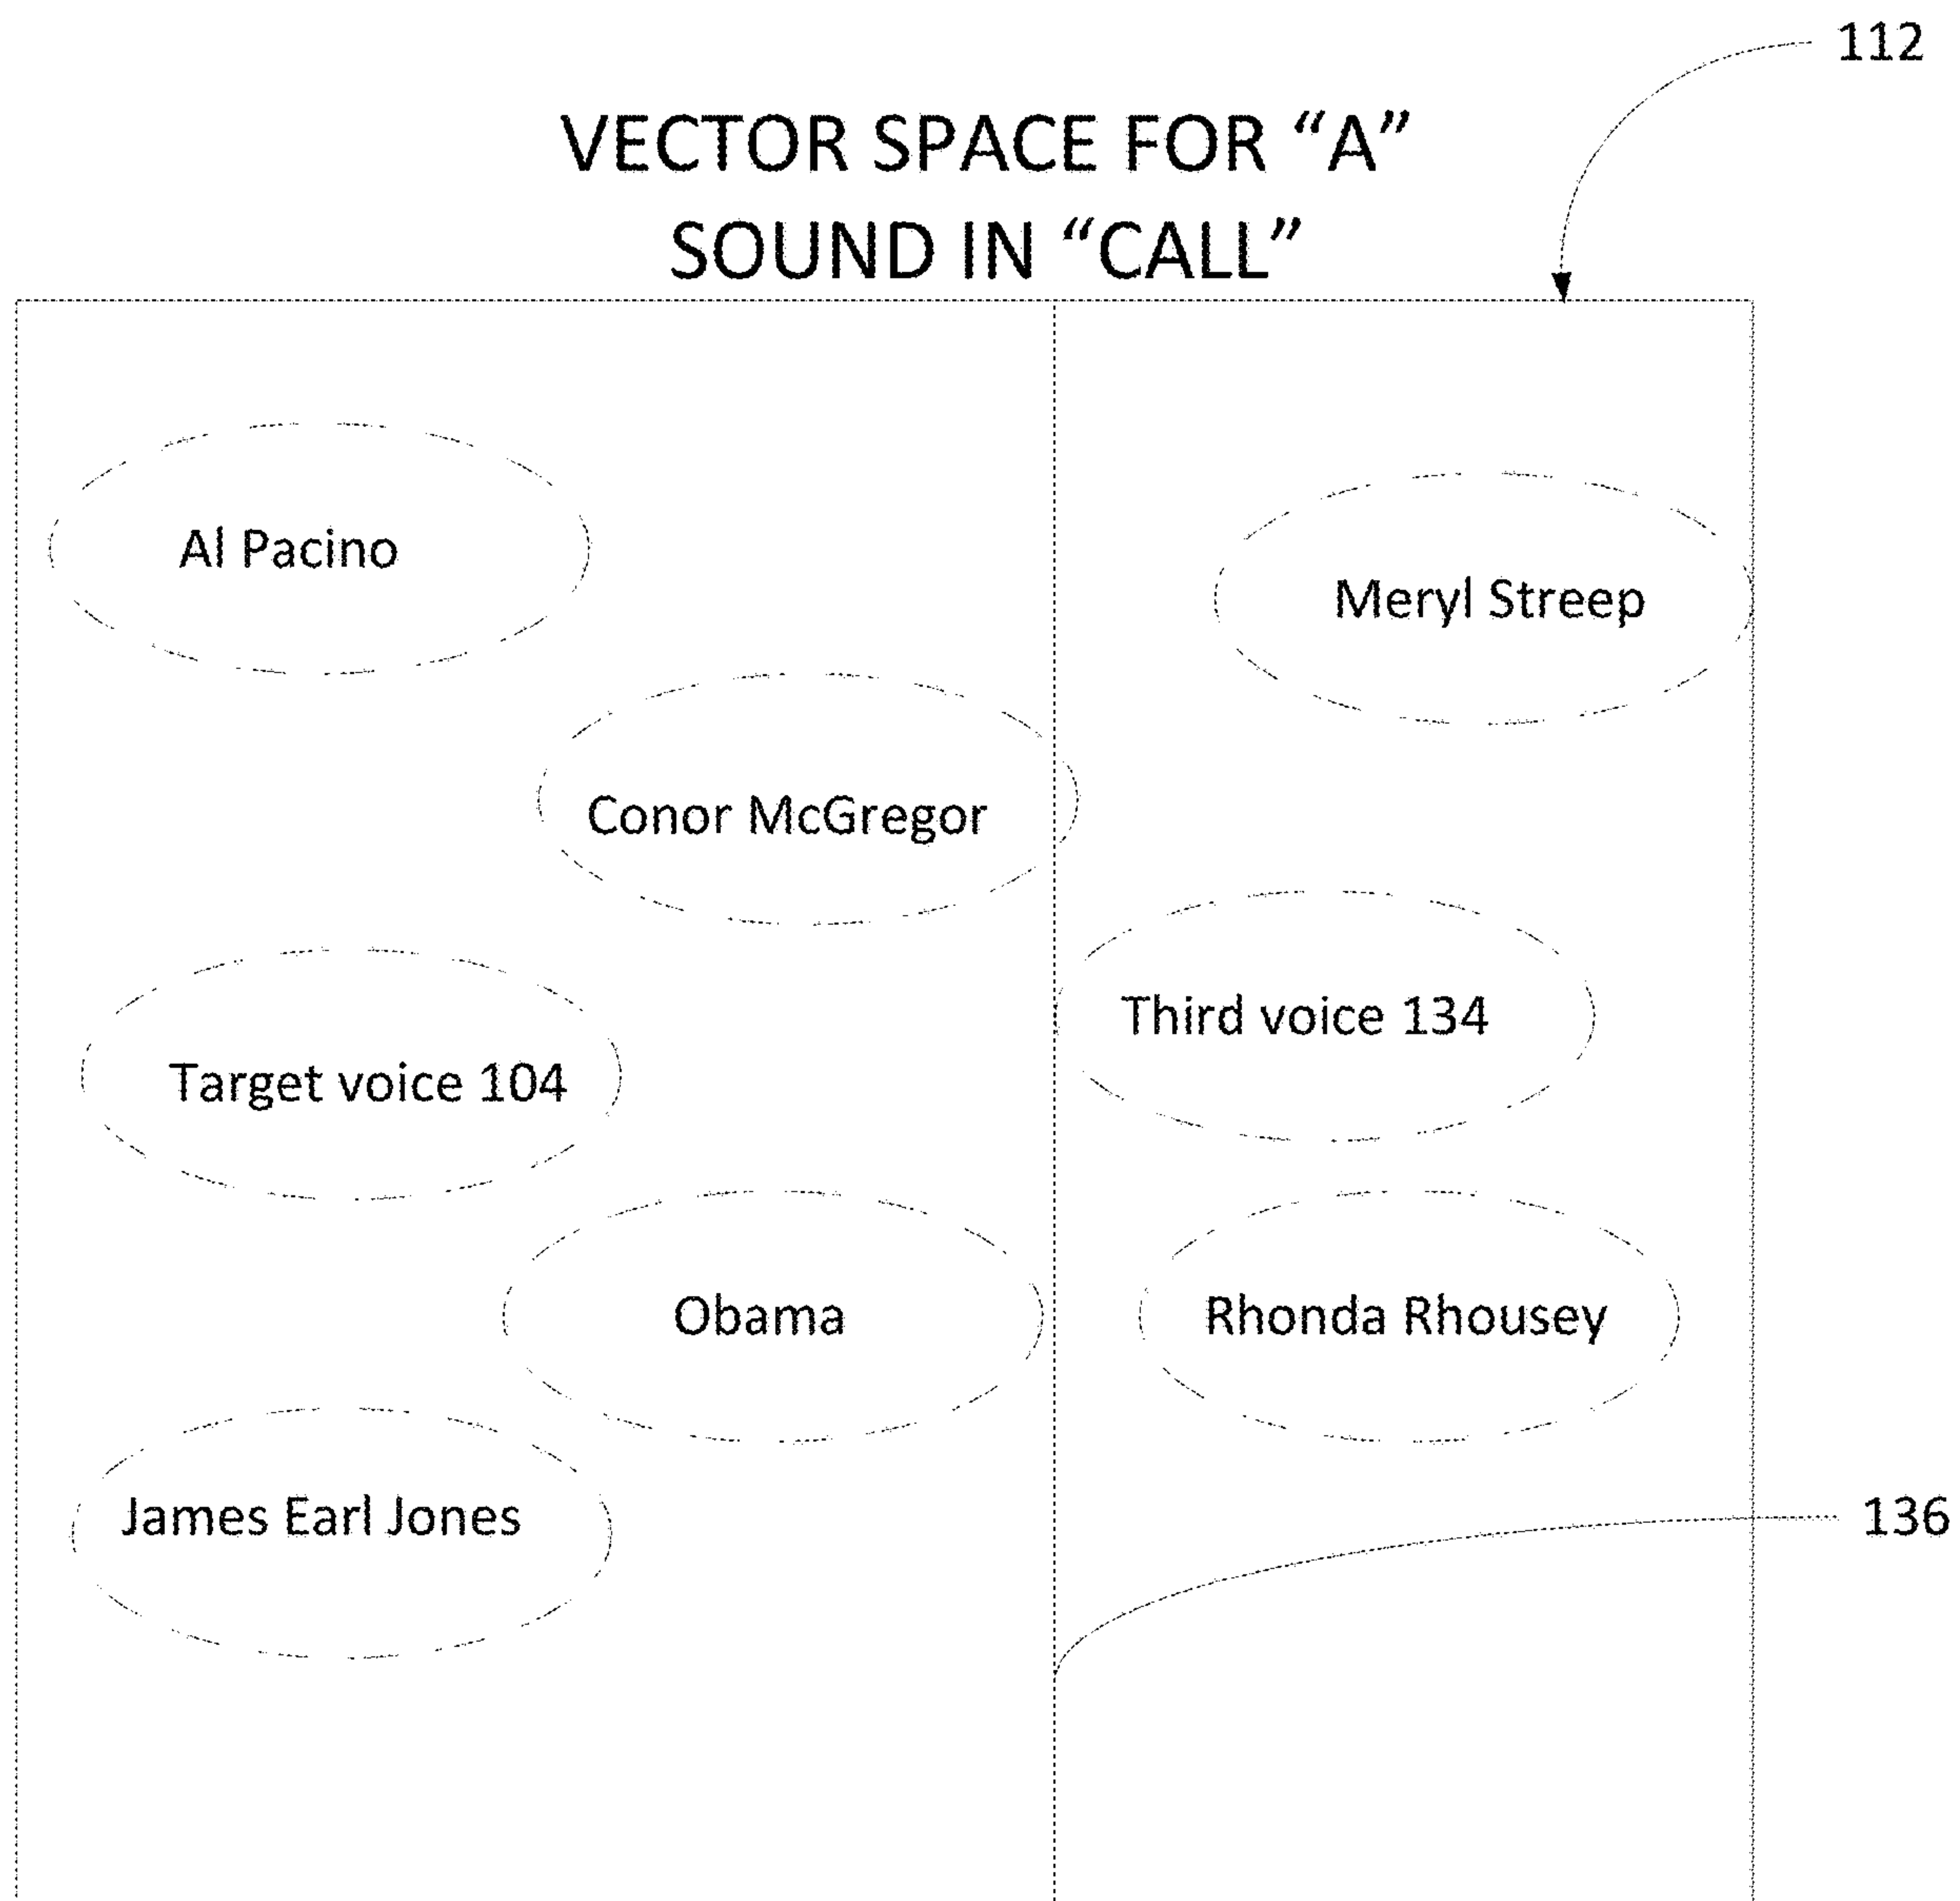 112
VECTOR SPACE FOR “A”
SOUND IN “CALL”
Al Pacino
Meryl Streep
Conor McGregor
Third voice 134
Target voice 104
Obama
Rhonda Rhousey
James Earl Jones
136